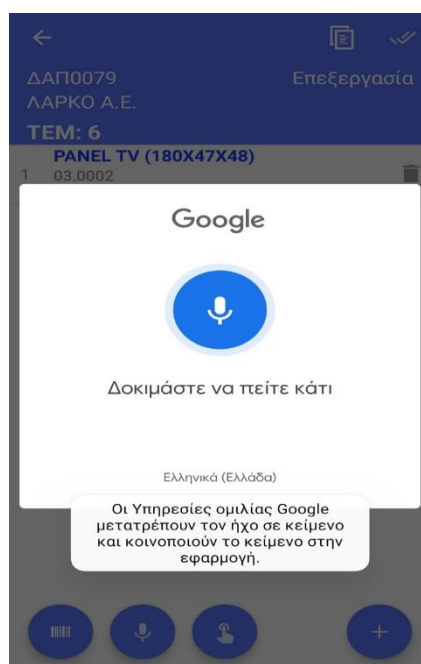 ΔΑΠ0079 Επεξεργασία
ΛΑΡΚΟ Α.Ε.
ΤΕΜ: 6
PANEL TV (180X47X48)
1 03.0002
Google
Δοκιμάστε να πείτε κάτι
Ελληνικά (Ελλάδα)
Οι Υπηρεσίες ομιλίας Google
μετατρέπουν τον ήχο σε κείμενο
και κοινοποιούν το κείμενο στην
εφαρμογή.